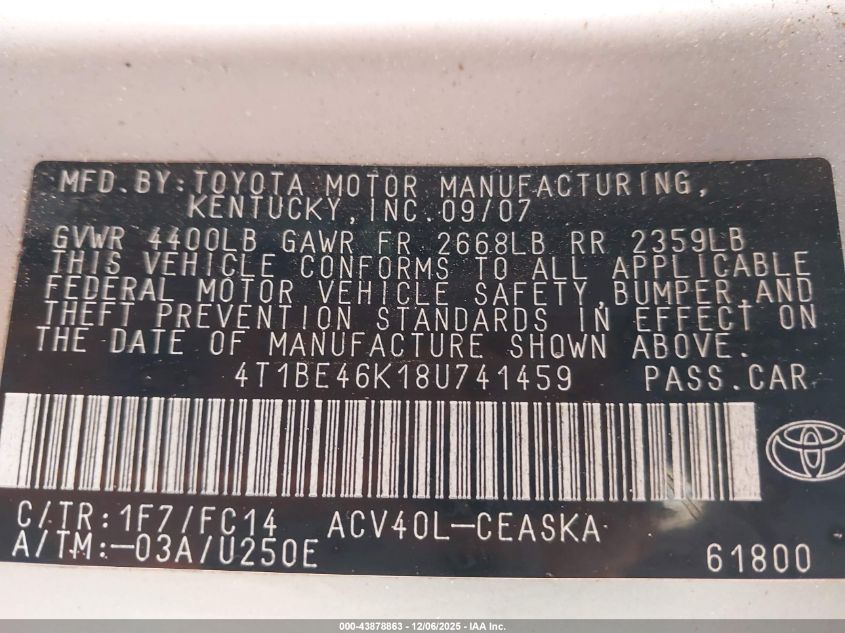 MFD. BY: TOYOTA MOTOR MANUFACTURING,
KENTUCKY, INC. 09/07
GVWR 4400LB GAWR FR 2668LB RR 2359LB
THIS VEHICLE CONFORMS TO ALL APPLICABLE
FEDERAL MOTOR VEHICLE SAFETY, BUMPER, AND
THEFT PREVENTION STANDARDS IN EFFECT ON
THE DATE OF MANUFACTURE SHOWN ABOVE.
4T1BE46K18U741459 PASS. CAR
C/TR: 1F7/FC14 ACV40L-CEASKA
A/TM: -03A/U250E 61800
000-43878863 | 12/06/2025 | IAA Inc.